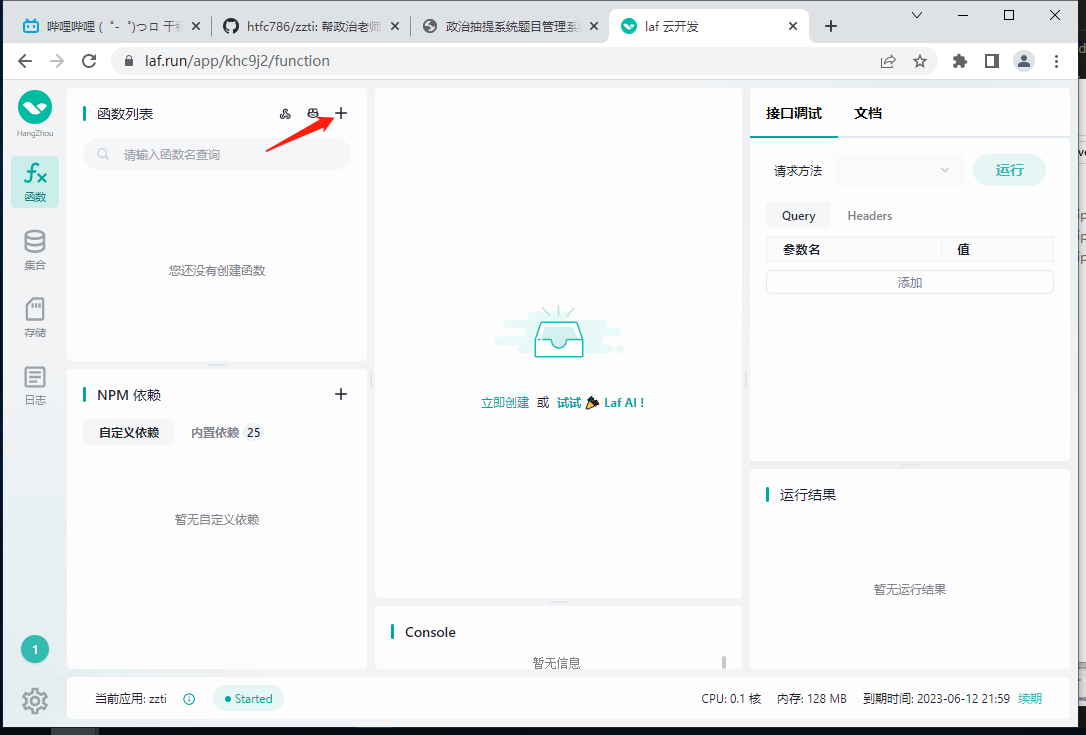 哔哩哔哩 (゜-゜)つロ 干杯
htfc786/zzti: 帮政治老师
政治抽提系统题目管理系
laf 云开发
laf.run/app/khc9j2/function
HangZhou
函数
集合
存储
日志
1
函数列表
请输入函数名查询
您还没有创建函数
NPM 依赖
自定义依赖
内置依赖 25
暂无自定义依赖
立即创建 或 试试 Laf AI !
Console
暂无信息
接口调试 文档
请求方法
运行
Query Headers
参数名 值
添加
运行结果
暂无运行结果
当前应用: zzti
Started
CPU: 0.1 核 内存: 128 MB 到期时间: 2023-06-12 21:59 续期